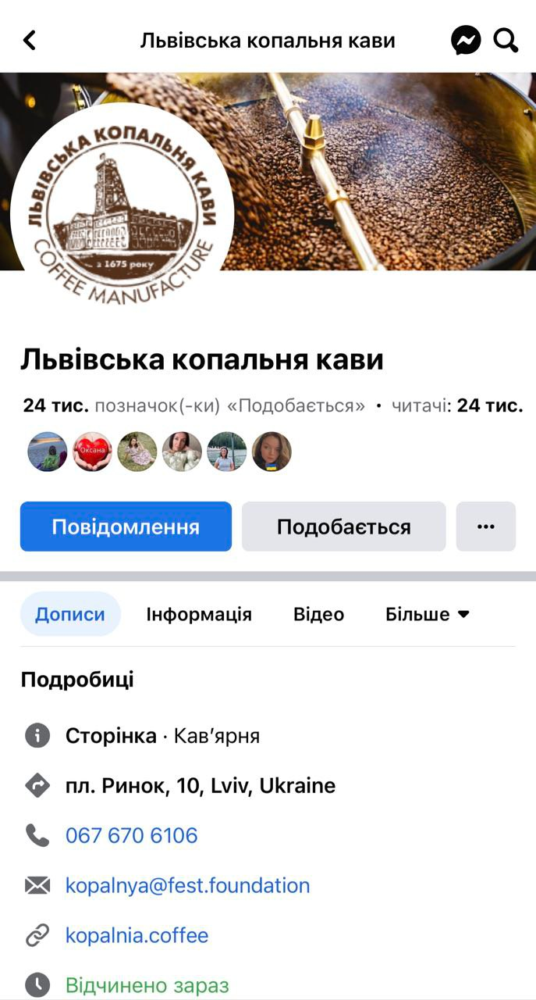 Львівська копальня кави
ЛЬВІВСЬКА КОПАЛЬНЯ КАВИ
з 1675 року
COFFEE MANUFACTURE
Львівська копальня кави
24 тис. позначок(-ки) «Подобається» • читачі: 24 тис.
Оксана
Повідомлення
Подобається
Дописи Інформація Відео Більше
Подробиці
Сторінка · Кав’ярня
пл. Ринок, 10, Lviv, Ukraine
067 670 6106
kopalnya@fest.foundation
kopalnia.coffee
Відчинено зараз